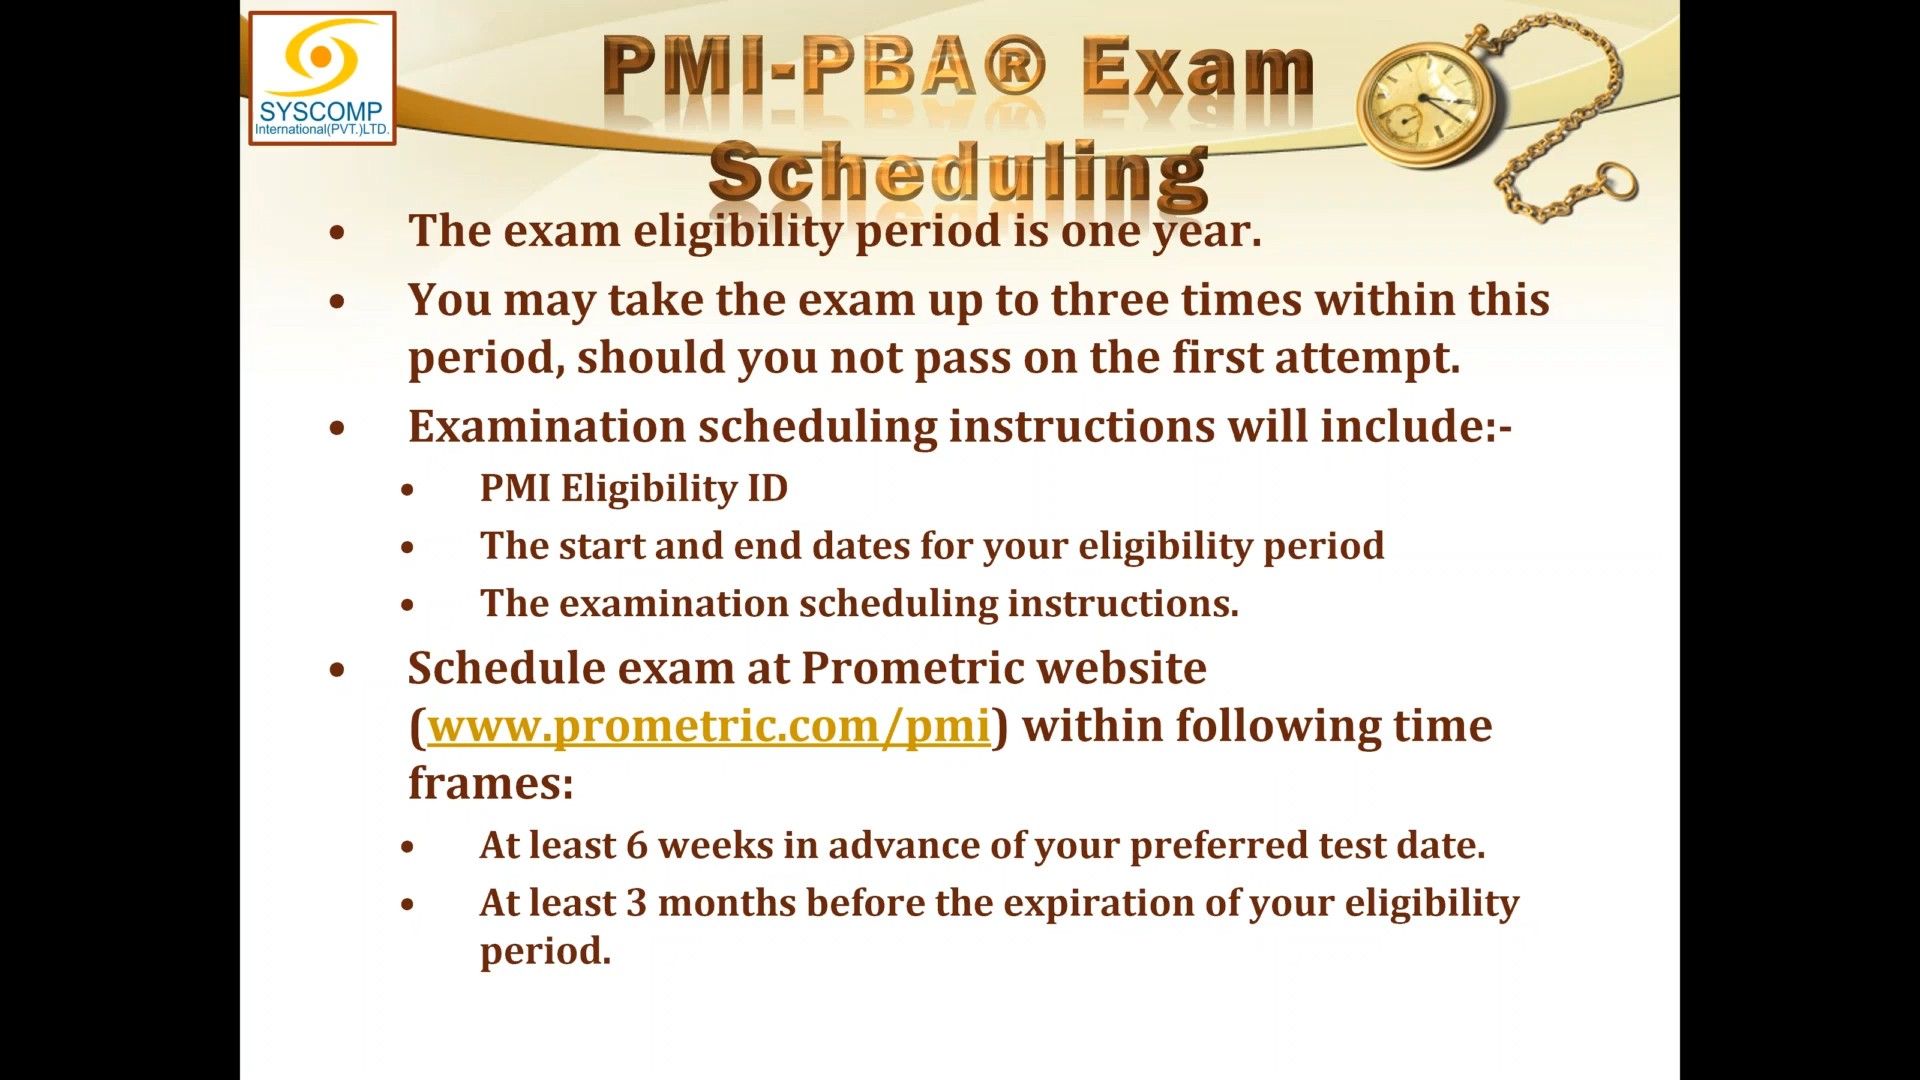 SYSCOMP
International(PVT.)LTD.
PMI-PBA® Exam
Scheduling
• The exam eligibility period is one year.
• You may take the exam up to three times within this
period, should you not pass on the first attempt.
• Examination scheduling instructions will include:-
• PMI Eligibility ID
• The start and end dates for your eligibility period
• The examination scheduling instructions.
• Schedule exam at Prometric website
(www.prometric.com/pmi) within following time
frames:
• At least 6 weeks in advance of your preferred test date.
• At least 3 months before the expiration of your eligibility
period.